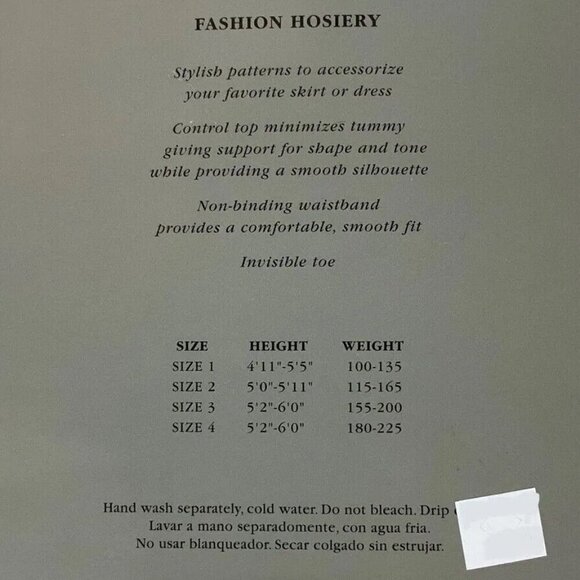 FASHION HOSIERY
Stylish patterns to accessorize
your favorite skirt or dress
Control top minimizes tummy
giving support for shape and tone
while providing a smooth silhouette
Non-binding waistband
provides a comfortable, smooth fit
Invisible toe
SIZE HEIGHT WEIGHT
SIZE 1 4'11"-5'5" 100-135
SIZE 2 5'0"-5'11" 115-165
SIZE 3 5'2"-6'0" 155-200
SIZE 4 5'2"-6'0" 180-225
Hand wash separately, cold water. Do not bleach. Drip
Lavar a mano separadomente, con agua fria.
No usar blanqueador. Secar colgado sin estrujar.